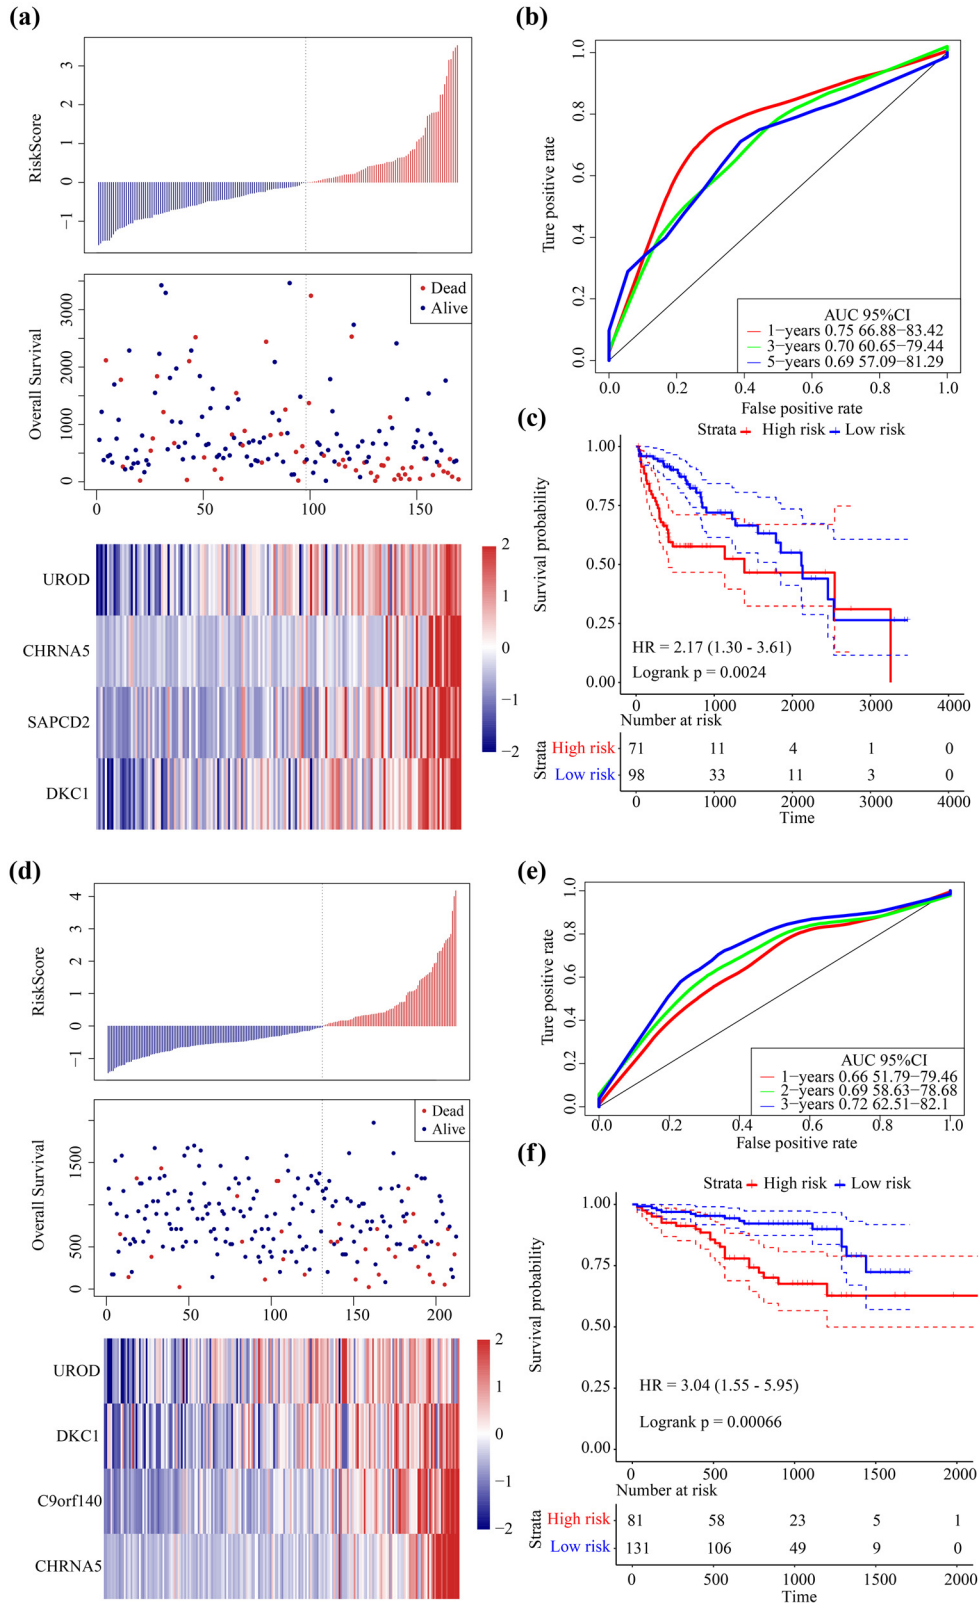 (a)
RiskScore
3
2
1
0
−1
Overall Survival
3000
2000
1000
0
Dead
Alive
0 50 100 150
UROD
CHRNA5
SAPCD2
DKC1
2
1
0
−1
−2
(b)
Ture positive rate
1.0
0.8
0.6
0.4
0.2
0.0
AUC 95%CI
1−years 0.75 66.88−83.42
3−years 0.70 60.65−79.44
5−years 0.69 57.09−81.29
0.0 0.2 0.4 0.6 0.8 1.0
False positive rate
(c)
Strata High risk Low risk
Survival probability
1.00
0.75
0.50
0.25
0.00
HR = 2.17 (1.30 - 3.61)
Logrank p = 0.0024
0 1000 2000 3000 4000
Number at risk
Strata
High risk 71 11 4 1 0
Low risk 98 33 11 3 0
0 1000 2000 3000 4000
Time
(d)
RiskScore
4
3
2
1
0
−1
Overall Survival
1500
500
0
Dead
Alive
0 50 100 150 200
UROD
DKC1
C9orf140
CHRNA5
2
1
0
−1
−2
(e)
Ture positive rate
1.0
0.8
0.6
0.4
0.2
0.0
AUC 95%CI
1−years 0.66 51.79−79.46
2−years 0.69 58.63−78.68
3−years 0.72 62.51−82.1
0.0 0.2 0.4 0.6 0.8 1.0
False positive rate
(f)
Strata High risk Low risk
Survival probability
1.00
0.75
0.50
0.25
0.00
HR = 3.04 (1.55 - 5.95)
Logrank p = 0.00066
0 500 1000 1500 2000
Number at risk
Strata
High risk 81 58 23 5 1
Low risk 131 106 49 9 0
0 500 1000 1500 2000
Time